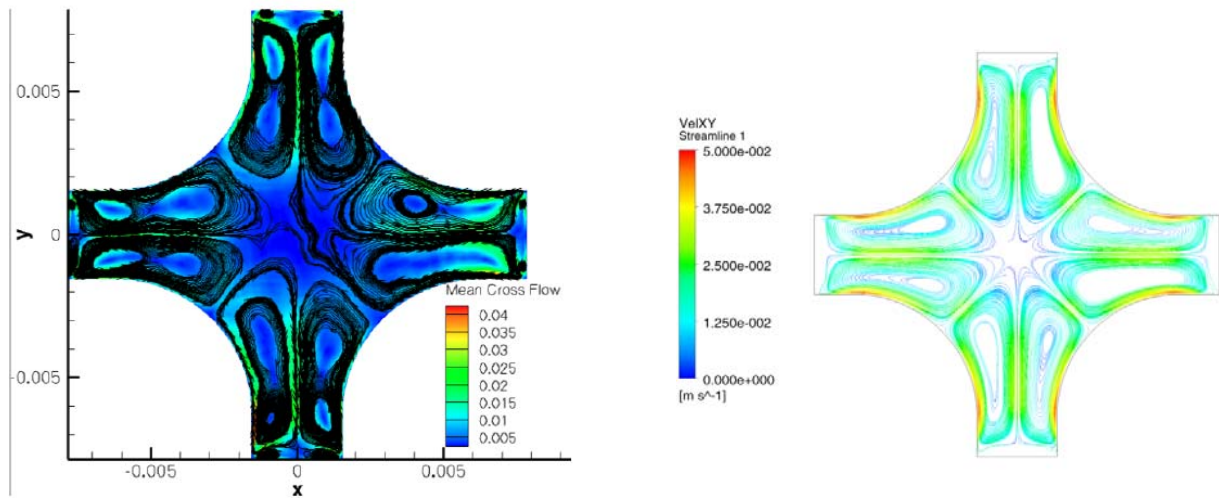 0.005
y
0
-0.005
-0.005
0
0.005
x
Mean Cross Flow
0.04
0.035
0.03
0.025
0.02
0.015
0.01
0.005
VelXY
Streamline 1
5.000e-002
3.750e-002
2.500e-002
1.250e-002
0.000e+000
[m s^-1]